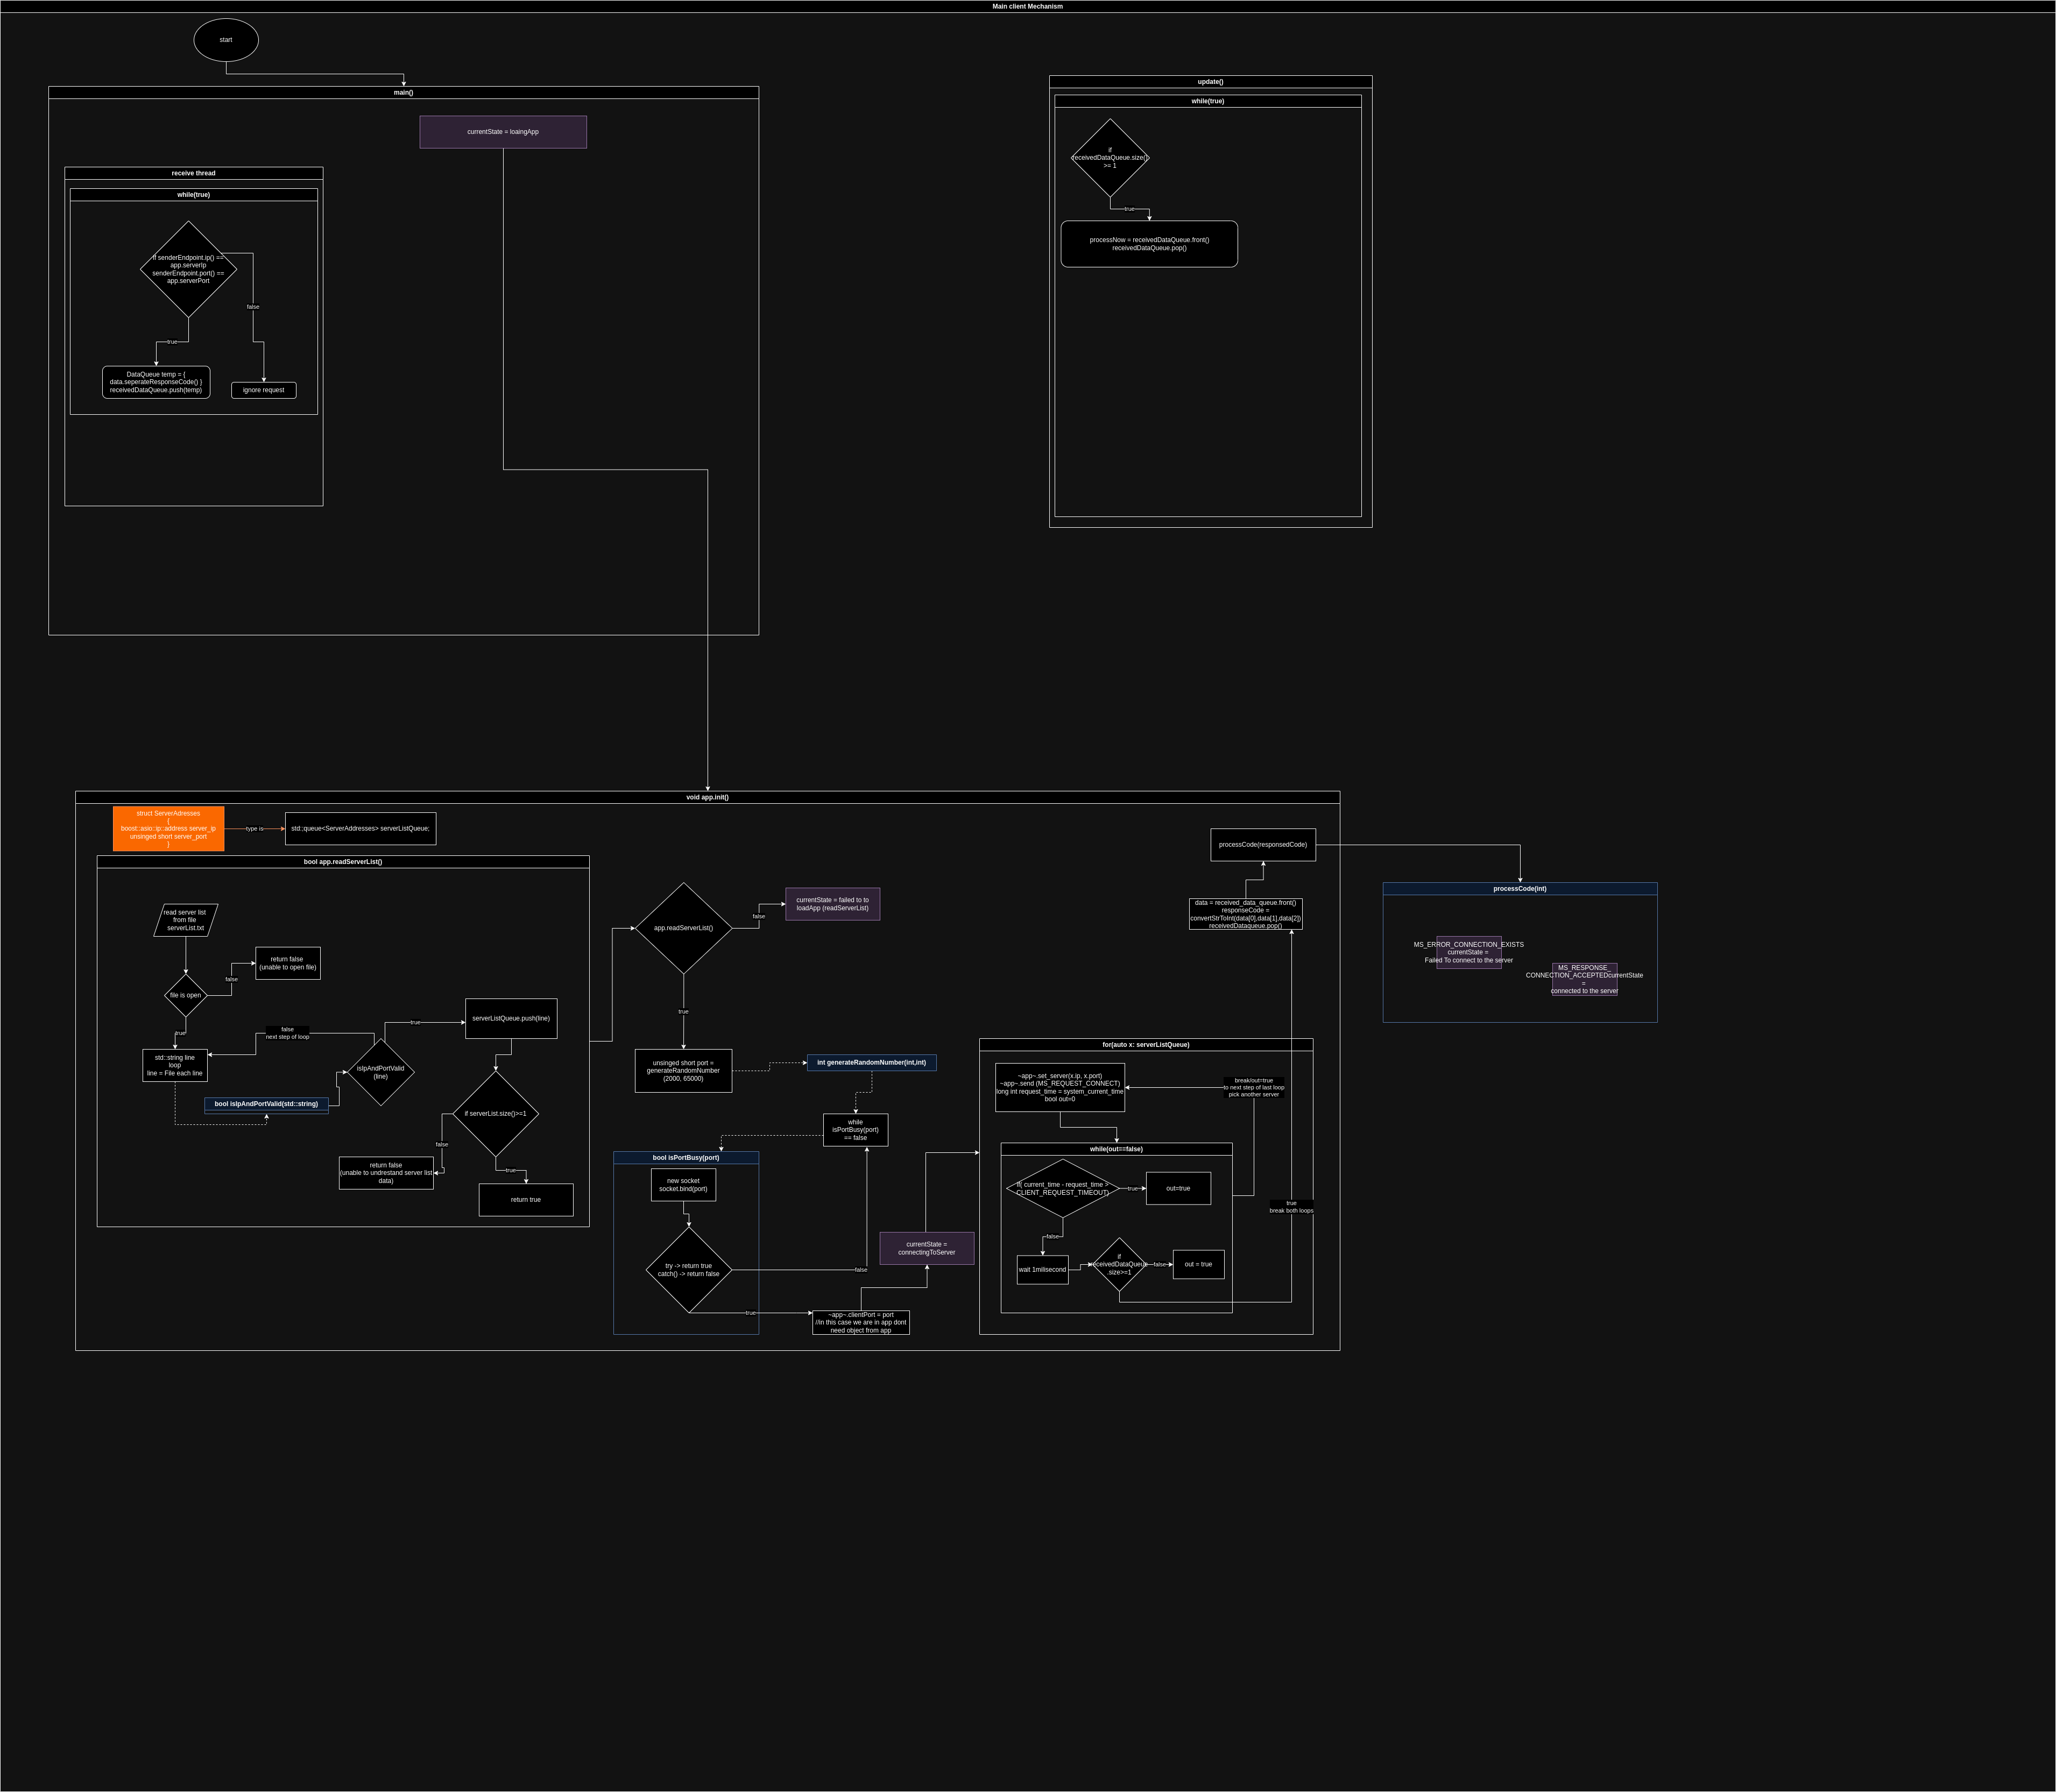 Main client Mechanism
start
main()
currentState = loaingApp
receive thread
while(true)
If senderEndpoint.ip() ==
app.serverIp
senderEndpoint.port() ==
app.serverPort
false
true
DataQueue temp = {
data.seperateResponseCode() }
receivedDataQueue.push(temp)
ignore request
update()
while(true)
if
receivedDataQueue.size()
>= 1
true
processNow = receivedDataQueue.front()
receivedDataQueue.pop()
void app.init()
struct ServerAdresses
{
boost::asio::ip::address server_ip
unsinged short server_port
}
type is
std::queue<ServerAddresses> serverListQueue;
bool app.readServerList()
read server list
from file
serverList.txt
return false
(unable to open file)
false
file is open
true
std::string line
loop
line = File each line
false
next step of loop
bool isIpAndPortValid(std::string)
isIpAndPortValid
(line)
true
serverListQueue.push(line)
if serverList.size()>=1
false
return false
(unable to undrestand server list
data)
true
return true
app.readServerList()
false
currentState = failed to to
loadApp (readServerList)
true
unsinged short port =
generateRandomNumber
(2000, 65000)
int generateRandomNumber(int,int)
while
isPortBusy(port)
== false
bool isPortBusy(port)
new socket
socket.bind(port)
try -> return true
catch() -> return false
false
true
~app~.clientPort = port
//in this case we are in app dont
need object from app
currentState =
connectingToServer
for(auto x: serverListQueue)
~app~.set_server(x.ip, x.port)
~app~.send (MS_REQUEST_CONNECT)
long int request_time = system_current_time
bool out=0
break/out=true
to next step of last loop
pick another server
while(out==false)
if( current_time - request_time >
CLIENT_REQUEST_TIMEOUT)
true
out=true
false
wait 1milisecond
if
receivedDataQueue
.size>=1
false
out = true
true
break both loops
data = received_data_queue.front()
responseCode =
convertStrToInt(data[0],data[1],data[2])
receivedDataqueue.pop()
processCode(responsedCode)
processCode(int)
MS_ERROR_CONNECTION_EXISTS
currentState =
Failed To connect to the server
MS_RESPONSE_
CONNECTION_ACCEPTEDcurrentState
=
connected to the server